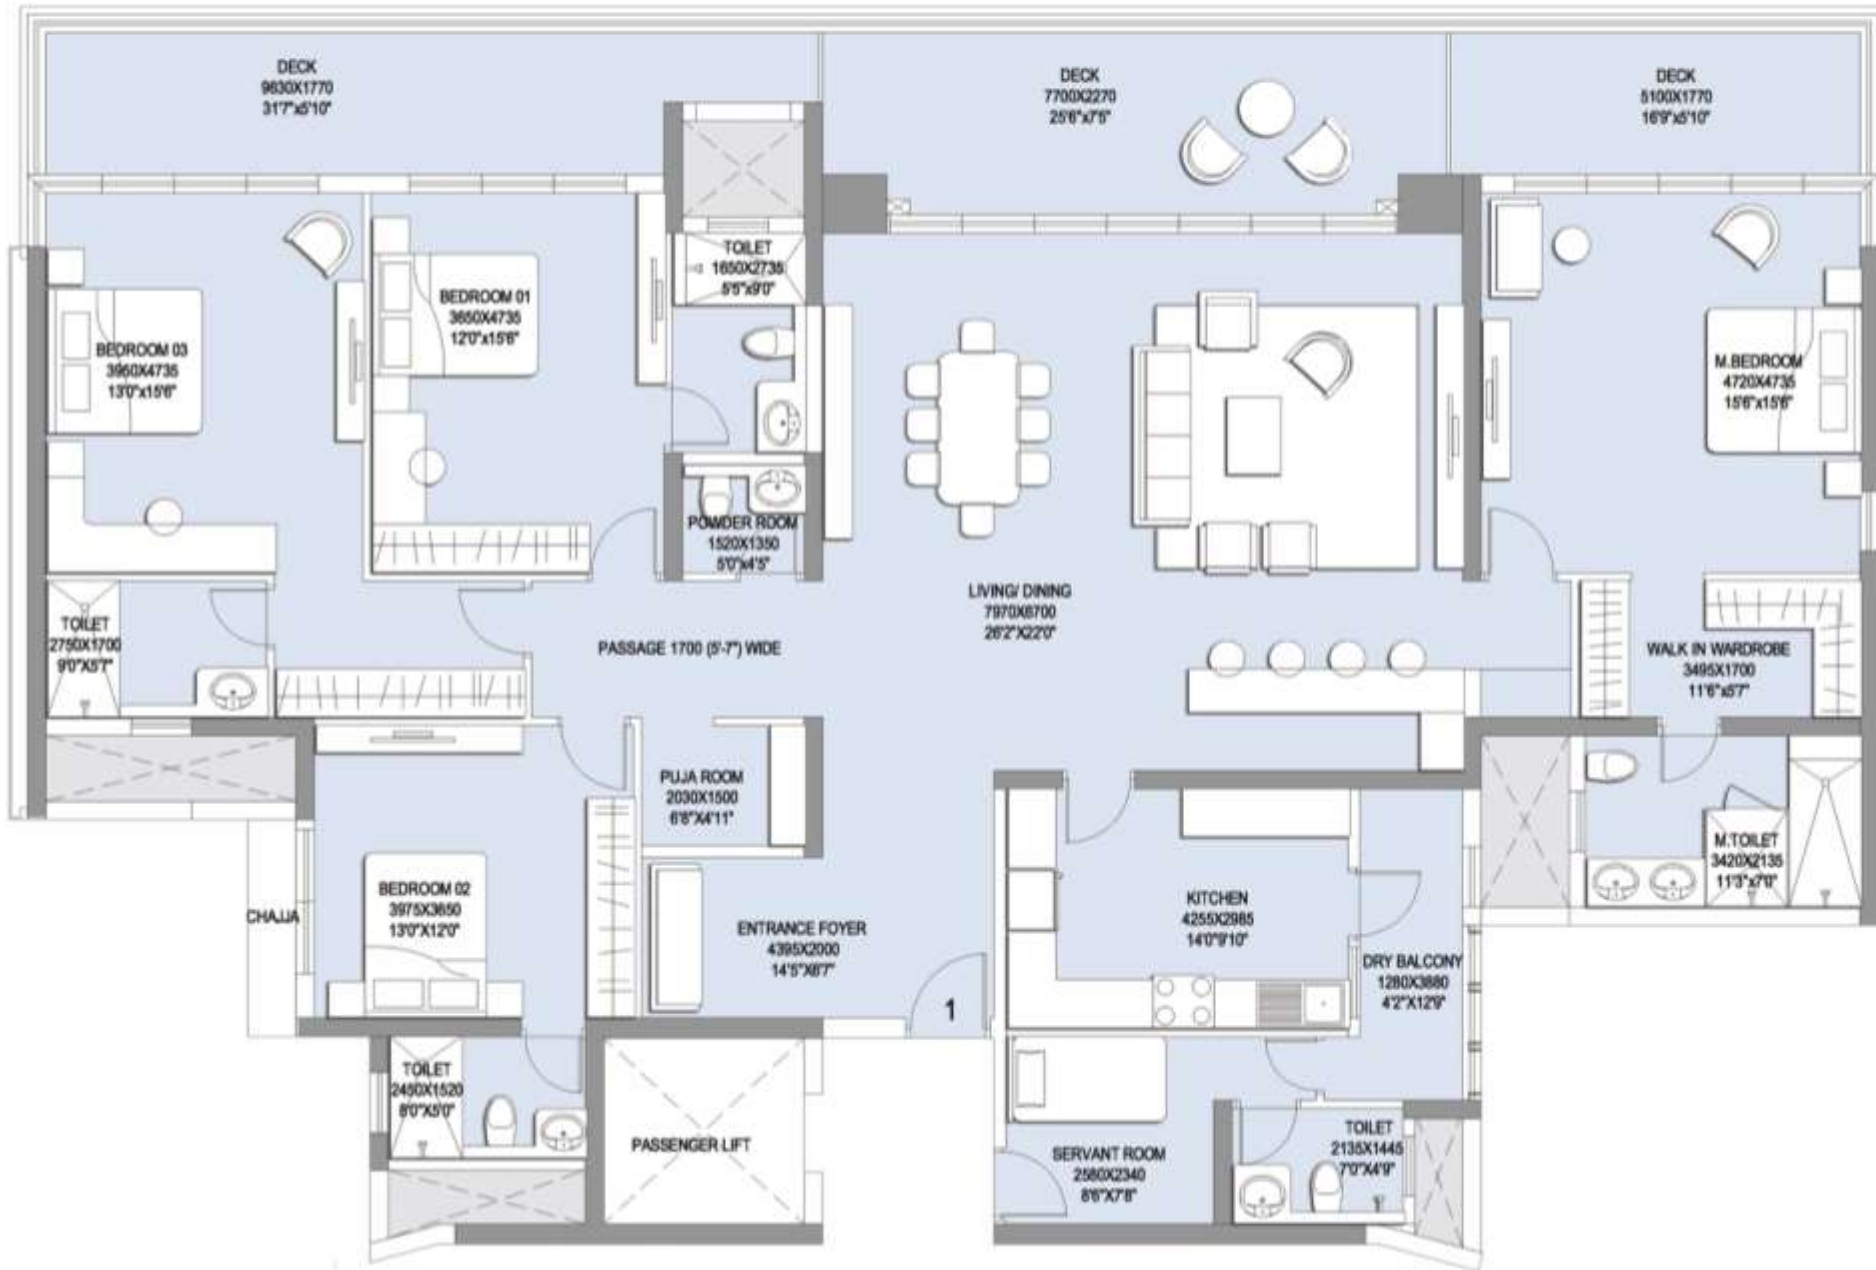 DECK
9630X1770
31'7"x5'10"
DECK
7700X2270
25'6"x7'5"
DECK
5100X1770
16'9"x5'10"
TOILET
1650X2735
5'5"x9'0"
BEDROOM 01
3650X4735
12'0"x15'6"
BEDROOM 03
3960X4735
13'0"x15'6"
M.BEDROOM
4720X4735
15'6"x15'6"
POWDER ROOM
1520X1350
5'0"x4'5"
LIVING/ DINING
7970X6700
26'2"X22'0"
TOILET
2750X1700
9'0"X5'7"
PASSAGE 1700 (5'-7") WIDE
WALK IN WARDROBE
3495X1700
11'6"x5'7"
PUJA ROOM
2030X1500
6'8"X4'11"
M.TOILET
3420X2135
11'3"x7'0"
BEDROOM 02
3975X3650
13'0"X12'0"
CHAJJA
KITCHEN
4255X2985
14'0"9'10"
ENTRANCE FOYER
4395X2000
14'5"X6'7"
DRY BALCONY
1280X3880
4'2"X12'9"
1
TOILET
2450X1520
8'0"X5'0"
PASSENGER LIFT
SERVANT ROOM
2580X2340
8'6"X7'8"
TOILET
2135X1445
7'0"X4'9"